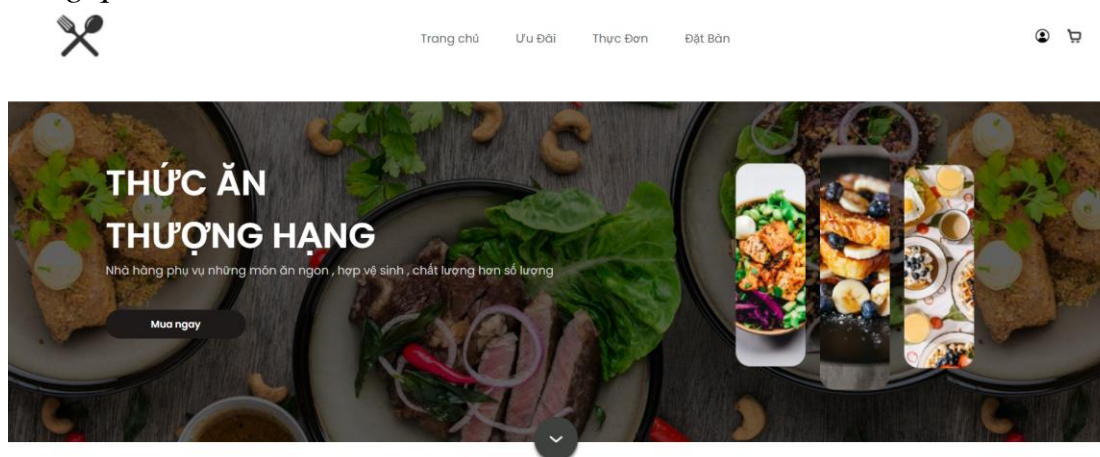 Trang chủ Ưu Đãi Thực Đơn Đặt Bàn
THỨC ĂN
THƯỢNG HẠNG
Nhà hàng phụ vụ những món ăn ngon , hợp vệ sinh , chất lượng hơn số lượng
Mua ngay